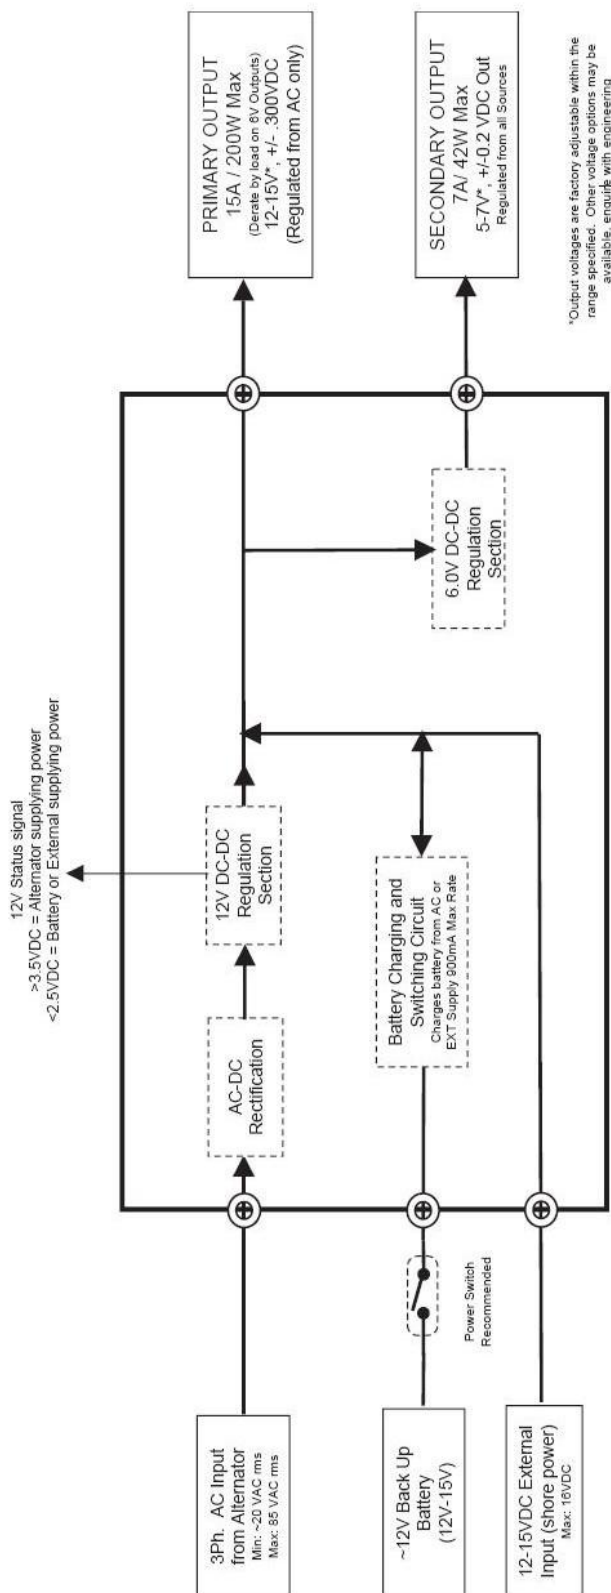 12V Status signal
>3.5VDC = Alternator supplying power
<2.5VDC = Battery or External supplying power
3Ph.  AC Input
from Alternator
Min: ~20 VAC rms
Max: 85 VAC rms
AC-DC
Rectification
12V DC-DC
Regulation
Section
PRIMARY OUTPUT
15A / 200W Max
(Derate by load on 6V Outputs)
12-15V*, +/- .300VDC
(Regulated from AC only)
~12V Back Up
Battery
(12V-15V)
Power Switch
Recommended
Battery Charging and
Switching Circuit
Charges battery from AC or
EXT Supply 900mA Max Rate
6.0V DC-DC
Regulation
Section
SECONDARY OUTPUT
7A/ 42W Max
5-7V*, +/-0.2 VDC Out
Regulated from all Sources
12-15VDC External
Input (shore power)
Max: 16VDC
*Output voltages are factory adjustable within the
range specified.  Other voltage options may be
available, enquire with engineering